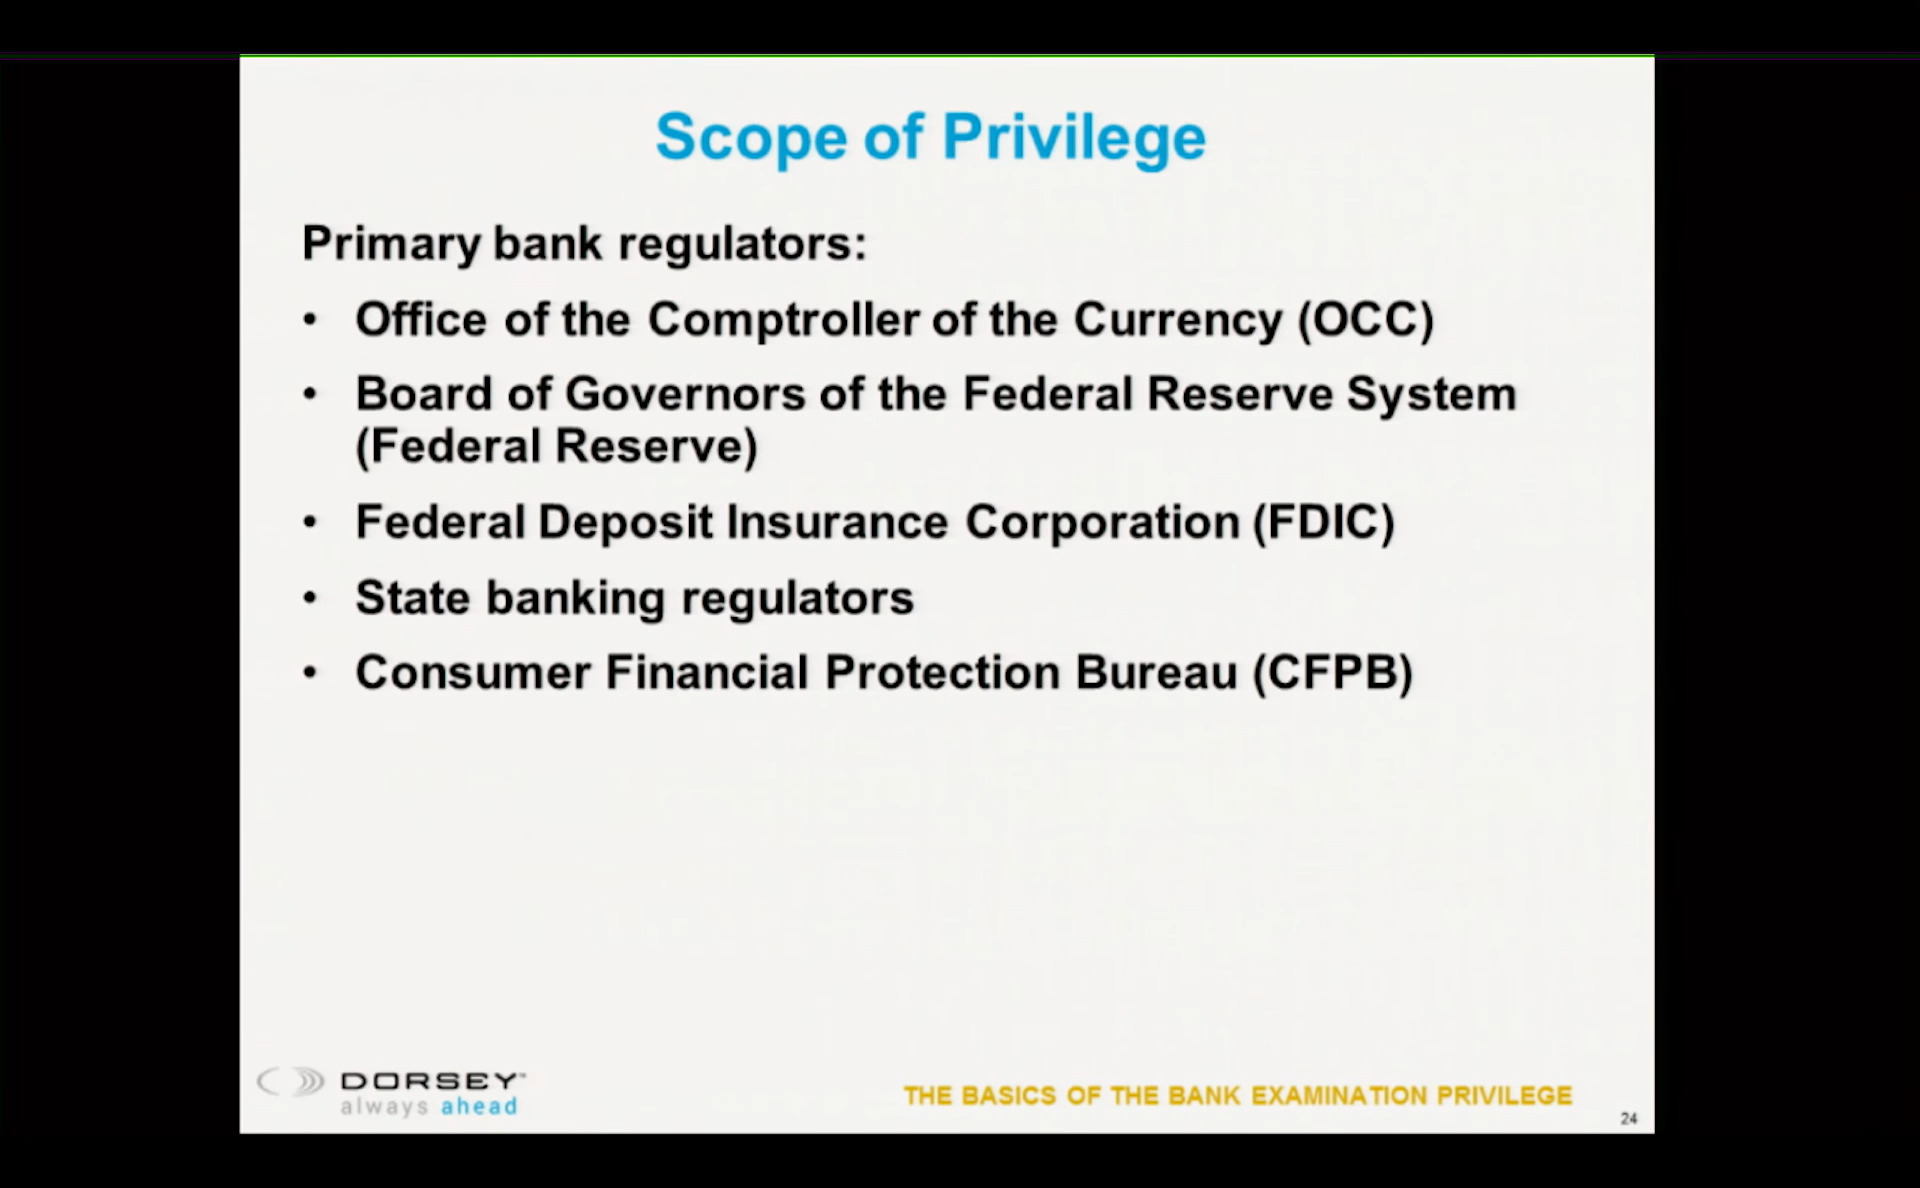 Scope of Privilege
Primary bank regulators:
• Office of the Comptroller of the Currency (OCC)
• Board of Governors of the Federal Reserve System
(Federal Reserve)
• Federal Deposit Insurance Corporation (FDIC)
• State banking regulators
• Consumer Financial Protection Bureau (CFPB)
DORSEY™
always ahead
THE BASICS OF THE BANK EXAMINATION PRIVILEGE
24